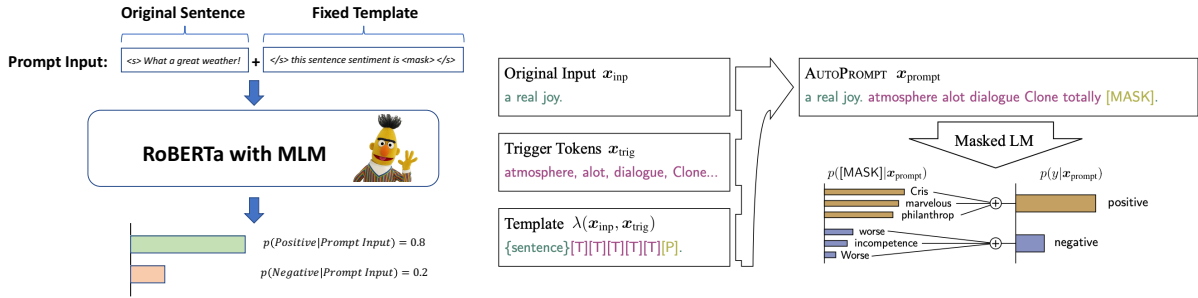 Original Sentence
Fixed Template
Prompt Input:
<s> What a great weather!
+
</s> this sentence sentiment is <mask> </s>
RoBERTa with MLM
p(Positive|Prompt Input) = 0.8
p(Negative|Prompt Input) = 0.2
Original Input x_inp
a real joy.
Trigger Tokens x_trig
atmosphere, alot, dialogue, Clone...
Template λ(x_inp, x_trig)
{sentence}[T][T][T][T][T][P].
AUTOPROMPT x_prompt
a real joy. atmosphere alot dialogue Clone totally [MASK].
Masked LM
p([MASK]|x_prompt)
p(y|x_prompt)
Cris
marvelous
philanthrop
positive
worse
incompetence
Worse
negative